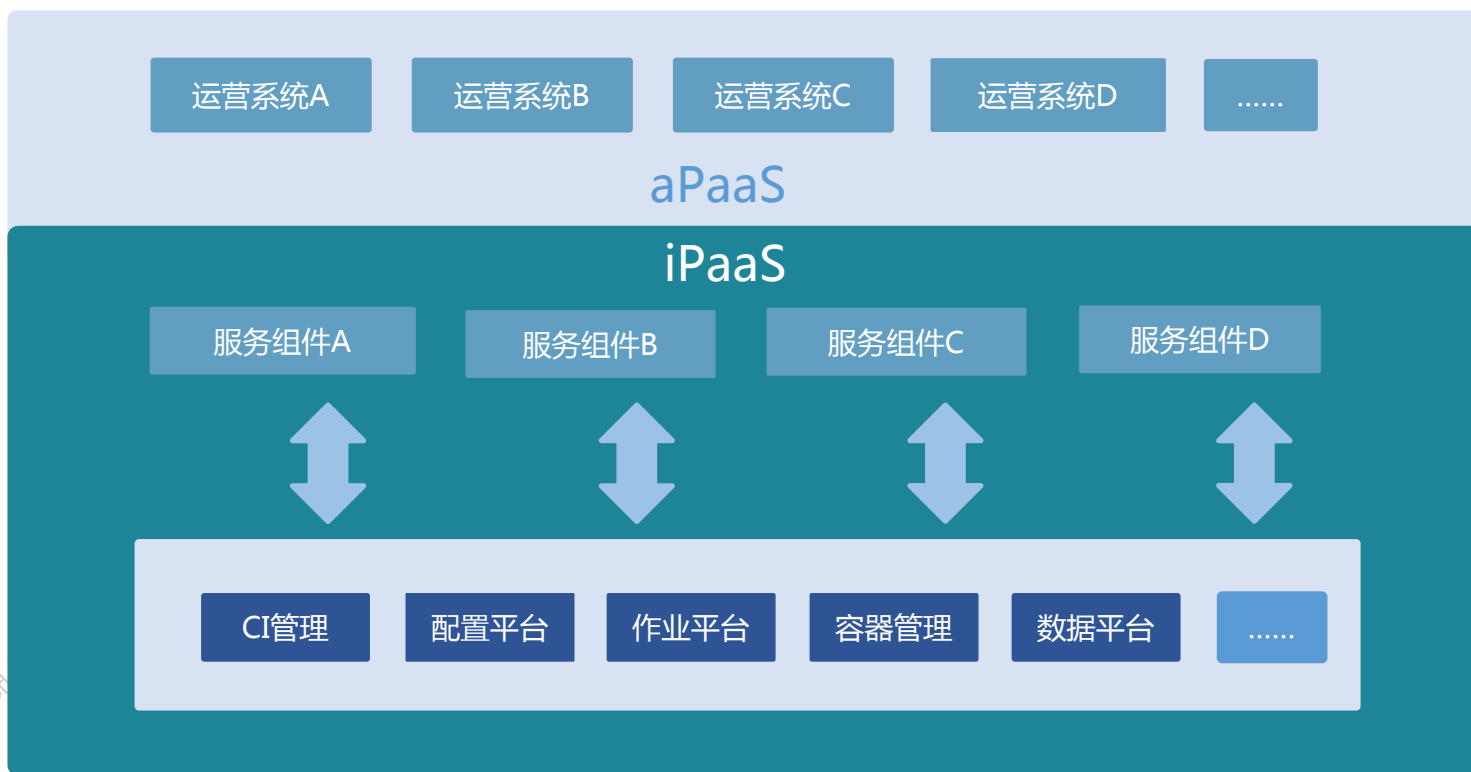 运营系统A 运营系统B 运营系统C 运营系统D ......
aPaaS
iPaaS
服务组件A 服务组件B 服务组件C 服务组件D
CI管理 配置平台 作业平台 容器管理 数据平台 ......